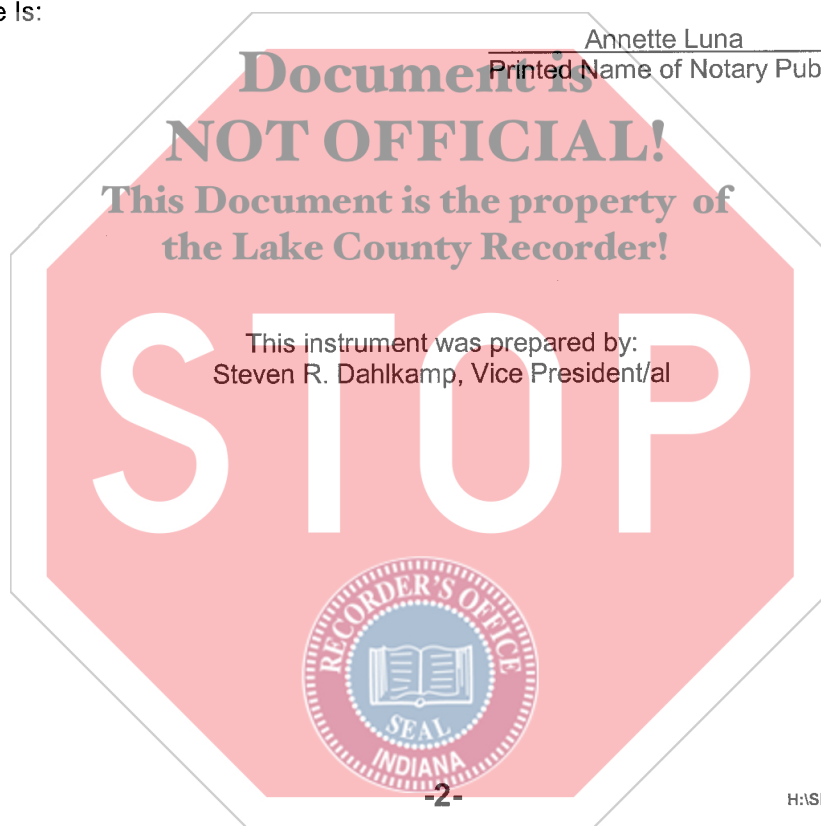 e Is:
Annette Luna
Printed Name of Notary Pub
Document is
NOT OFFICIAL!
This Document is the property of
the Lake County Recorder!
This instrument was prepared by:
Steven R. Dahlkamp, Vice President/al
STOP
RECORDER'S OFFICE
SEAL
INDIANA
-2-
H:\S